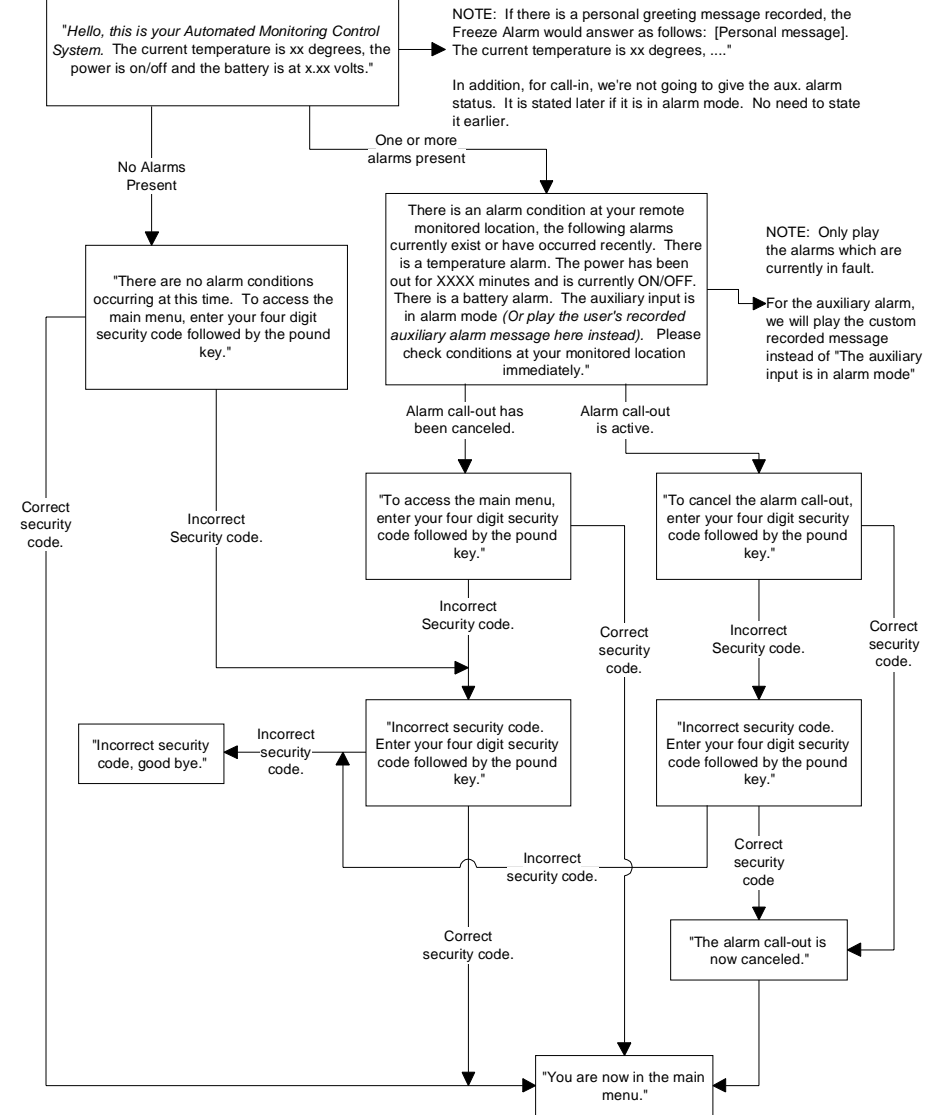 "Hello, this is your Automated Monitoring Control
System. The current temperature is xx degrees, the
power is on/off and the battery is at x.xx volts."
NOTE: If there is a personal greeting message recorded, the
Freeze Alarm would answer as follows: [Personal message].
The current temperature is xx degrees, ...."
In addition, for call-in, we're not going to give the aux. alarm
status. It is stated later if it is in alarm mode. No need to state
it earlier.
One or more
alarms present
No Alarms
Present
There is an alarm condition at your remote
monitored location, the following alarms
currently exist or have occurred recently. There
is a temperature alarm. The power has been
out for XXXX minutes and is currently ON/OFF.
There is a battery alarm. The auxiliary input is
in alarm mode (Or play the user's recorded
auxiliary alarm message here instead). Please
check conditions at your monitored location
immediately."
NOTE: Only play
the alarms which are
currently in fault.
For the auxiliary alarm,
we will play the custom
recorded message
instead of "The auxiliary
input is in alarm mode"
"There are no alarm conditions
occurring at this time. To access the
main menu, enter your four digit
security code followed by the pound
key."
Alarm call-out has
been canceled.
Alarm call-out
is active.
Correct
security
code.
Incorrect
Security code.
"To access the main menu,
enter your four digit security
code followed by the pound
key."
"To cancel the alarm call-out,
enter your four digit security
code followed by the pound
key."
Incorrect
Security code.
Correct
security
code.
Incorrect
Security code.
Correct
security
code.
"Incorrect security
code, good bye."
Incorrect
security
code.
"Incorrect security code.
Enter your four digit security
code followed by the pound
key."
"Incorrect security code.
Enter your four digit security
code followed by the pound
key."
Incorrect
security code.
Correct
security
code
Correct
security code.
"The alarm call-out is
now canceled."
"You are now in the main
menu."